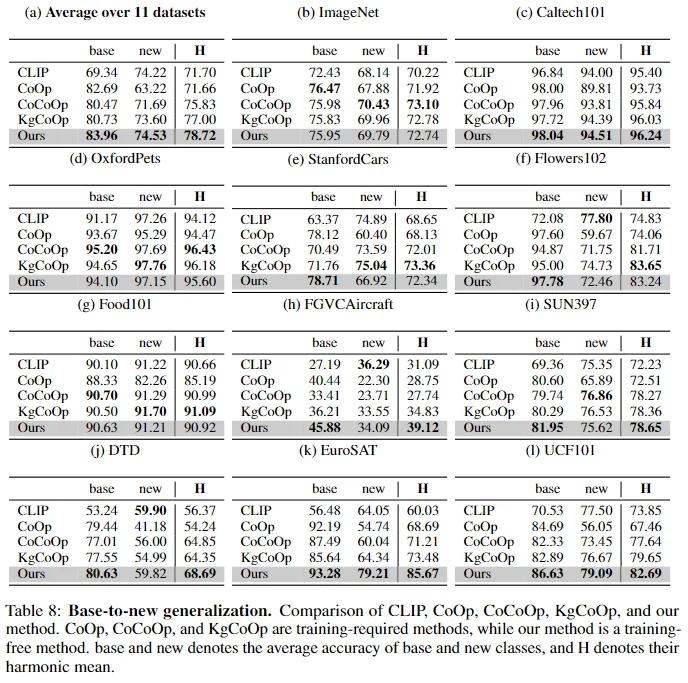 (a) Average over 11 datasets (b) ImageNet (c) Caltech101
base new H base new H base new H
CLIP 69.34 74.22 71.70 CLIP 72.43 68.14 70.22 CLIP 96.84 94.00 95.40
CoOp 82.69 63.22 71.66 CoOp 76.47 67.88 71.92 CoOp 98.00 89.81 93.73
CoCoOp 80.47 71.69 75.83 CoCoOp 75.98 70.43 73.10 CoCoOp 97.96 93.81 95.84
KgCoOp 80.73 73.60 77.00 KgCoOp 75.83 69.96 72.78 KgCoOp 97.72 94.39 96.03
Ours 83.96 74.53 78.72 Ours 75.95 69.79 72.74 Ours 98.04 94.51 96.24
(d) OxfordPets (e) StanfordCars (f) Flowers102
base new H base new H base new H
CLIP 91.17 97.26 94.12 CLIP 63.37 74.89 68.65 CLIP 72.08 77.80 74.83
CoOp 93.67 95.29 94.47 CoOp 78.12 60.40 68.13 CoOp 97.60 59.67 74.06
CoCoOp 95.20 97.69 96.43 CoCoOp 70.49 73.59 72.01 CoCoOp 94.87 71.75 81.71
KgCoOp 94.65 97.76 96.18 KgCoOp 71.76 75.04 73.36 KgCoOp 95.00 74.73 83.65
Ours 94.10 97.15 95.60 Ours 78.71 66.92 72.34 Ours 97.78 72.46 83.24
(g) Food101 (h) FGVCAircraft (i) SUN397
base new H base new H base new H
CLIP 90.10 91.22 90.66 CLIP 27.19 36.29 31.09 CLIP 69.36 75.35 72.23
CoOp 88.33 82.26 85.19 CoOp 40.44 22.30 28.75 CoOp 80.60 65.89 72.51
CoCoOp 90.70 91.29 90.99 CoCoOp 33.41 23.71 27.74 CoCoOp 79.74 76.86 78.27
KgCoOp 90.50 91.70 91.09 KgCoOp 36.21 33.55 34.83 KgCoOp 80.29 76.53 78.36
Ours 90.63 91.21 90.92 Ours 45.88 34.09 39.12 Ours 81.95 75.62 78.65
(j) DTD (k) EuroSAT (l) UCF101
base new H base new H base new H
CLIP 53.24 59.90 56.37 CLIP 56.48 64.05 60.03 CLIP 70.53 77.50 73.85
CoOp 79.44 41.18 54.24 CoOp 92.19 54.74 68.69 CoOp 84.69 56.05 67.46
CoCoOp 77.01 56.00 64.85 CoCoOp 87.49 60.04 71.21 CoCoOp 82.33 73.45 77.64
KgCoOp 77.55 54.99 64.35 KgCoOp 85.64 64.34 73.48 KgCoOp 82.89 76.67 79.65
Ours 80.63 59.82 68.69 Ours 93.28 79.21 85.67 Ours 86.63 79.09 82.69
Table 8: Base-to-new generalization. Comparison of CLIP, CoOp, CoCoOp, KgCoOp, and our
method. CoOp, CoCoOp, and KgCoOp are training-required methods, while our method is a training-
free method. base and new denotes the average accuracy of base and new classes, and H denotes their
harmonic mean.